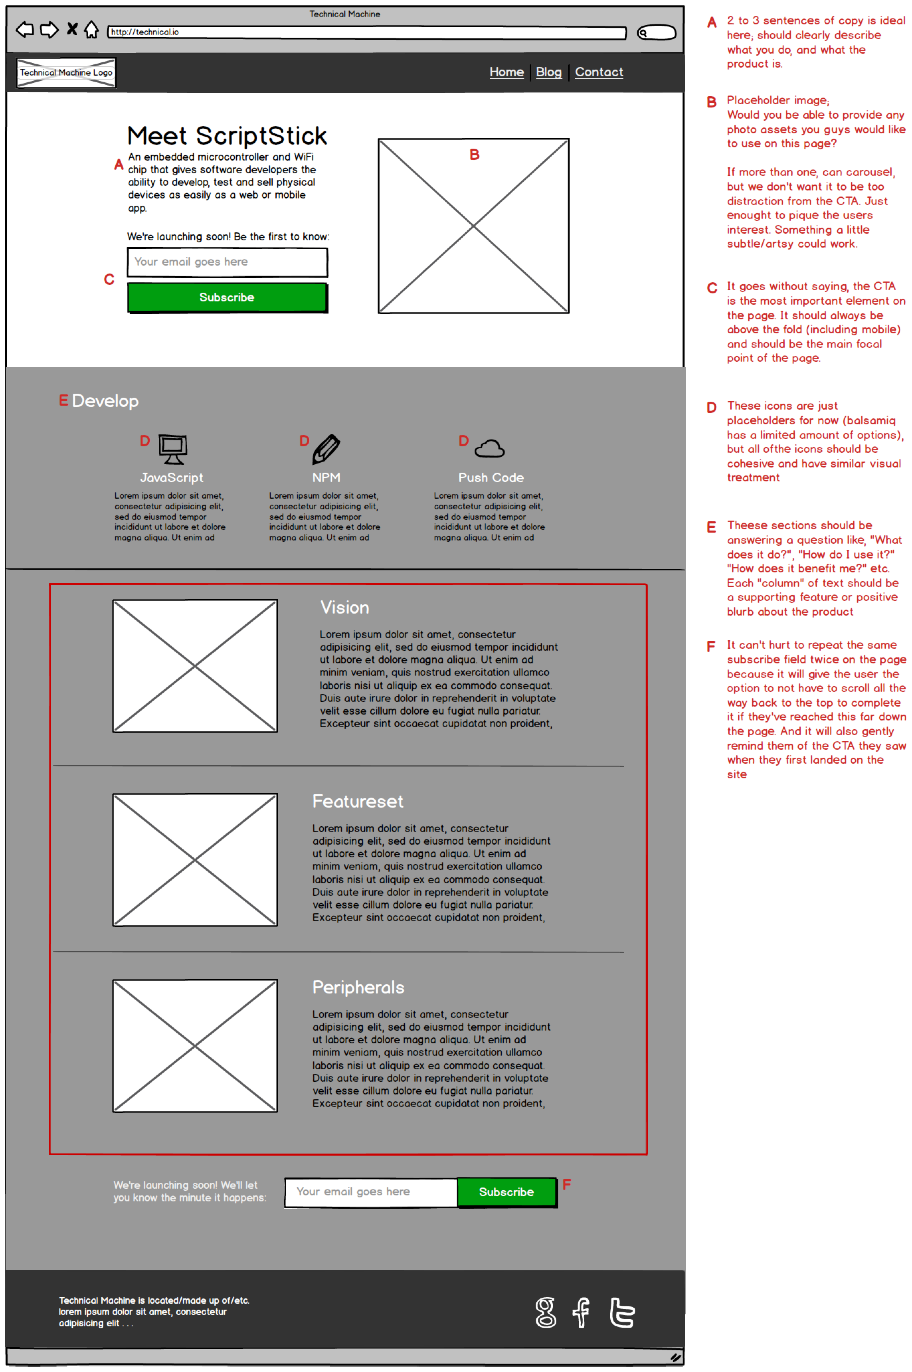 Technical Machine
http://technical.io
Technical Machine Logo
Home
Blog
Contact
Meet ScriptStick
A
An embedded microcontroller and WiFi
chip that gives software developers the
ability to develop, test and sell physical
devices as easily as a web or mobile
app.
B
We're launching soon! Be the first to know:
C
Your email goes here
Subscribe
E
Develop
D
D
D
JavaScript
NPM
Push Code
Lorem ipsum dolor sit amet,
consectetur adipisicing elit,
sed do eiusmod tempor
incididunt ut labore et dolore
magna aliqua. Ut enim ad
Lorem ipsum dolor sit amet,
consectetur adipisicing elit,
sed do eiusmod tempor
incididunt ut labore et dolore
magna aliqua. Ut enim ad
Lorem ipsum dolor sit amet,
consectetur adipisicing elit,
sed do eiusmod tempor
incididunt ut labore et dolore
magna aliqua. Ut enim ad
Vision
Lorem ipsum dolor sit amet, consectetur
adipisicing elit, sed do eiusmod tempor incididunt
ut labore et dolore magna aliqua. Ut enim ad
minim veniam, quis nostrud exercitation ullamco
laboris nisi ut aliquip ex ea commodo consequat.
Duis aute irure dolor in reprehenderit in voluptate
velit esse cillum dolore eu fugiat nulla pariatur.
Excepteur sint occaecat cupidatat non proident,
Featureset
Lorem ipsum dolor sit amet, consectetur
adipisicing elit, sed do eiusmod tempor incididunt
ut labore et dolore magna aliqua. Ut enim ad
minim veniam, quis nostrud exercitation ullamco
laboris nisi ut aliquip ex ea commodo consequat.
Duis aute irure dolor in reprehenderit in voluptate
velit esse cillum dolore eu fugiat nulla pariatur.
Excepteur sint occaecat cupidatat non proident,
Peripherals
Lorem ipsum dolor sit amet, consectetur
adipisicing elit, sed do eiusmod tempor incididunt
ut labore et dolore magna aliqua. Ut enim ad
minim veniam, quis nostrud exercitation ullamco
laboris nisi ut aliquip ex ea commodo consequat.
Duis aute irure dolor in reprehenderit in voluptate
velit esse cillum dolore eu fugiat nulla pariatur.
Excepteur sint occaecat cupidatat non proident,
We're launching soon! We'll let
you know the minute it happens:
Your email goes here
Subscribe
F
Technical Machine is located/made up of/etc.
lorem ipsum dolor sit amet, consectetur
adipisicing elit . . .
g f t
A
2 to 3 sentences of copy is ideal
here; should clearly describe
what you do, and what the
product is.
B
Placeholder image;
Would you be able to provide any
photo assets you guys would like
to use on this page?
If more than one, can carousel,
but we don't want it to be too
distraction from the CTA. Just
enought to pique the users
interest. Something a little
subtle/artsy could work.
C
It goes without saying, the CTA
is the most important element on
the page. It should always be
above the fold (including mobile)
and should be the main focal
point of the page.
D
These icons are just
placeholders for now (balsamiq
has a limited amount of options),
but all ofthe icons should be
cohesive and have similar visual
treatment
E
Theese sections should be
answering a question like, "What
does it do?", "How do I use it?"
"How does it benefit me?" etc.
Each "column" of text should be
a supporting feature or positive
blurb about the product
F
It can't hurt to repeat the same
subscribe field twice on the page
because it will give the user the
option to not have to scroll all the
way back to the top to complete
it if they've reached this far down
the page. And it will also gently
remind them of the CTA they saw
when they first landed on the
site